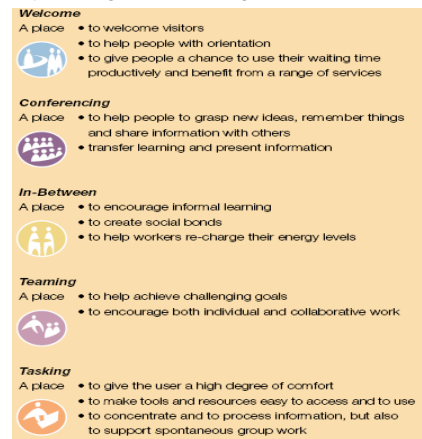 Welcome
A place • to welcome visitors
• to help people with orientation
• to give people a chance to use their waiting time
productively and benefit from a range of services
Conferencing
A place • to help people to grasp new ideas, remember things
and share information with others
• transfer learning and present information
In-Between
A place • to encourage informal learning
• to create social bonds
• to help workers re-charge their energy levels
Teaming
A place • to help achieve challenging goals
• to encourage both individual and collaborative work
Tasking
A place • to give the user a high degree of comfort
• to make tools and resources easy to access and to use
• to concentrate and to process information, but also
to support spontaneous group work